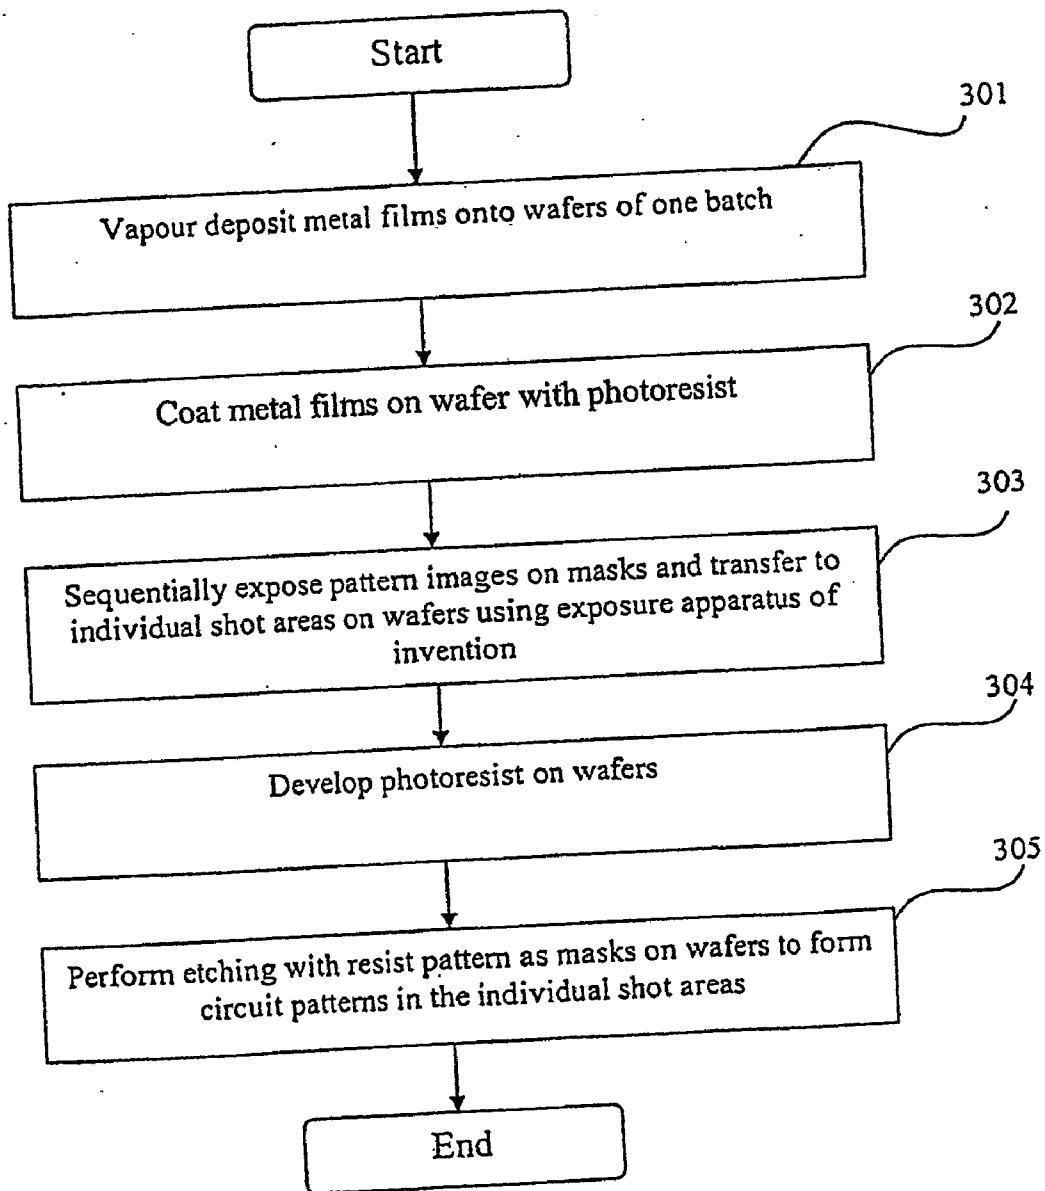 Start
301
Vapour deposit metal films onto wafers of one batch
302
Coat metal films on wafer with photoresist
303
Sequentially expose pattern images on masks and transfer to
individual shot areas on wafers using exposure apparatus of
invention
304
Develop photoresist on wafers
305
Perform etching with resist pattern as masks on wafers to form
circuit patterns in the individual shot areas
End